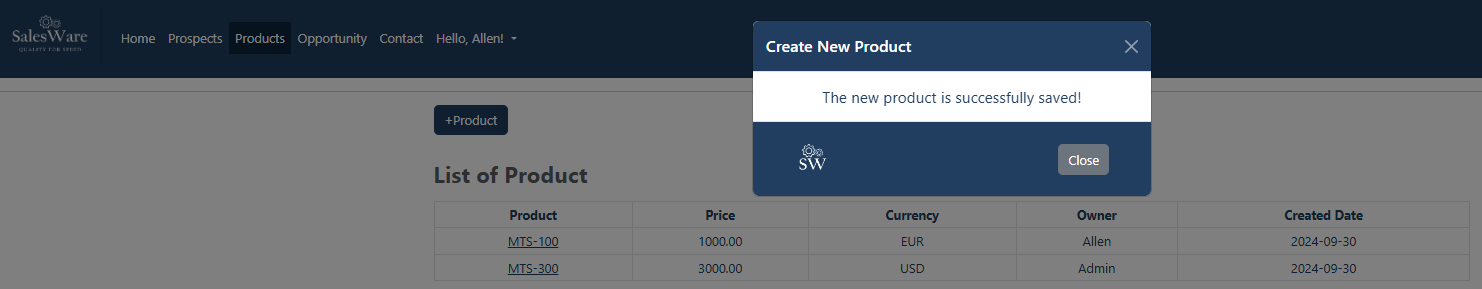 SalesWare
QUALITY FOR SPEED
Home Prospects Products Opportunity Contact Hello, Allen!
Create New Product
The new product is successfully saved!
SW
Close
+Product
List of Product
Product Price Currency Owner Created Date
MTS-100 1000.00 EUR Allen 2024-09-30
MTS-300 3000.00 USD Admin 2024-09-30